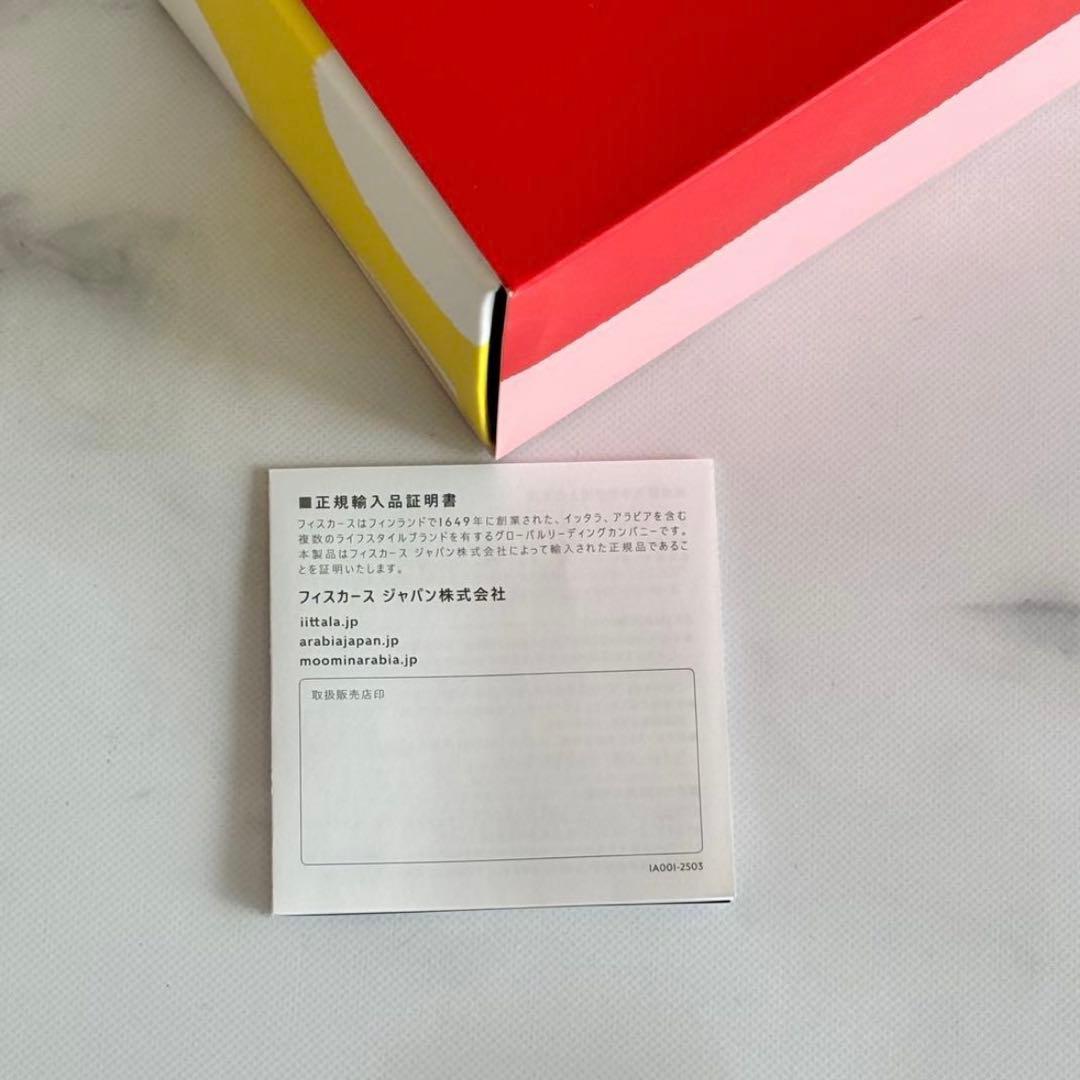 ■正規輸入品証明書
フィスカースはフィンランドで1649年に創業された、イッタラ、アラビアを含む
複数のライフスタイルブランドを有するグローバルリーディングカンパニーです。
本製品はフィスカース ジャパン株式会社によって輸入された正規品であるこ
とを証明いたします。
フィスカース ジャパン株式会社
iittala.jp
arabiajapan.jp
moominarabia.jp
取扱販売店印
IA001-2503